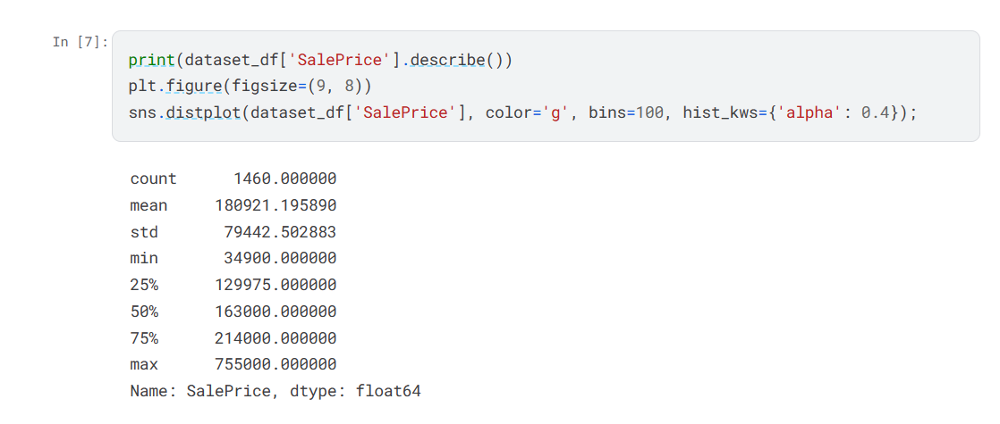 In [7]:
print(dataset_df['SalePrice'].describe())
plt.figure(figsize=(9, 8))
sns.distplot(dataset_df['SalePrice'], color='g', bins=100, hist_kws={'alpha': 0.4});
count 1460.000000
mean 180921.195890
std 79442.502883
min 34900.000000
25% 129975.000000
50% 163000.000000
75% 214000.000000
max 755000.000000
Name: SalePrice, dtype: float64